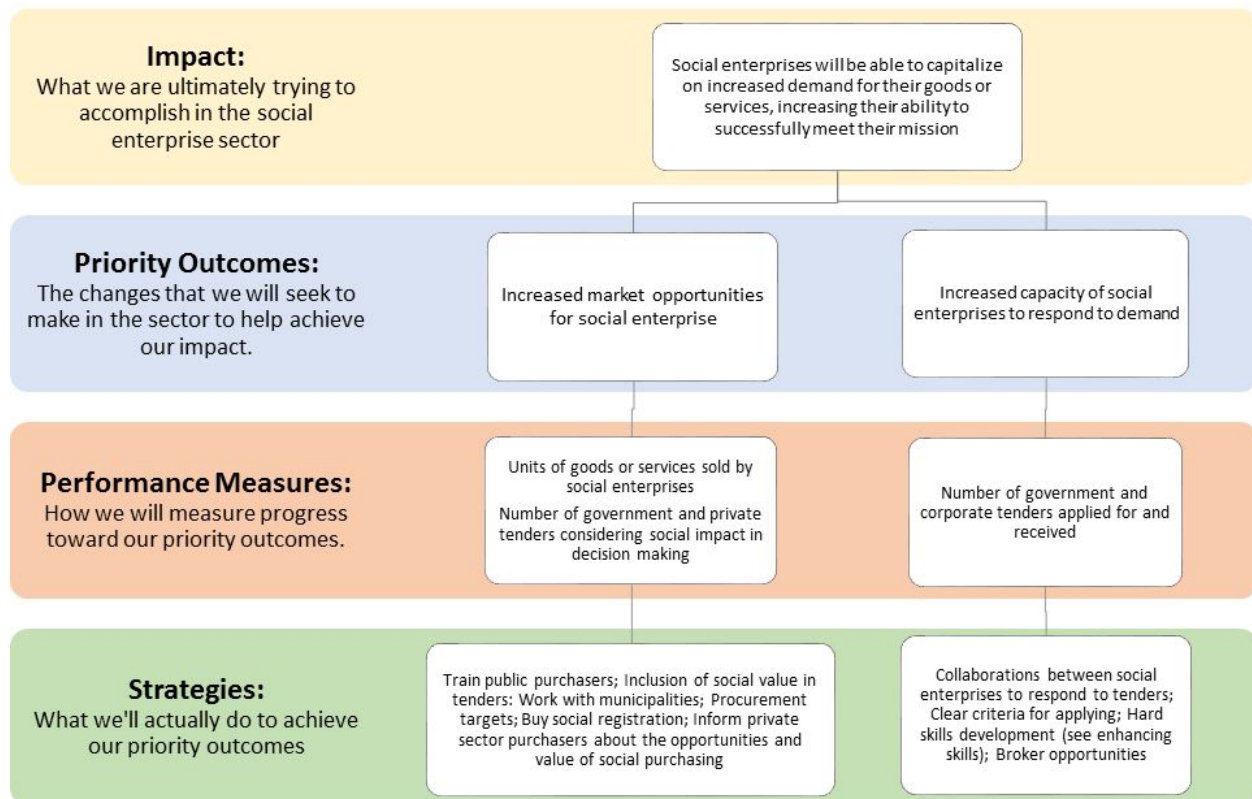 Impact:
What we are ultimately trying to
accomplish in the social
enterprise sector
Social enterprises will be able to capitalize
on increased demand for their goods or
services, increasing their ability to
successfully meet their mission
Priority Outcomes:
The changes that we will seek to
make in the sector to help achieve
our impact.
Increased market opportunities
for social enterprise
Increased capacity of social
enterprises to respond to demand
Performance Measures:
How we will measure progress
toward our priority outcomes.
Units of goods or services sold by
social enterprises
Number of government and private
tenders considering social impact in
decision making
Number of government and
corporate tenders applied for and
received
Strategies:
What we'll actually do to achieve
our priority outcomes
Train public purchasers; Inclusion of social value in
tenders: Work with municipalities; Procurement
targets; Buy social registration; Inform private
sector purchasers about the opportunities and
value of social purchasing
Collaborations between social
enterprises to respond to tenders;
Clear criteria for applying; Hard
skills development (see enhancing
skills); Broker opportunities